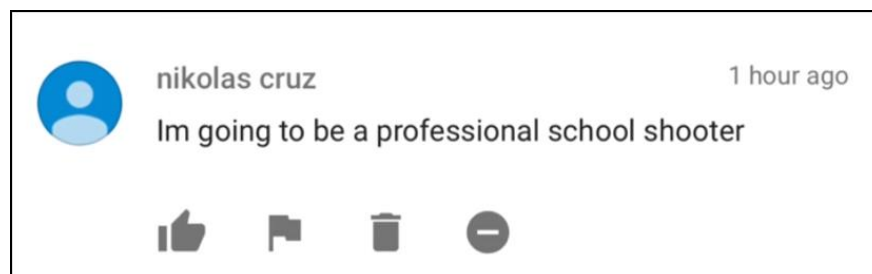 nikolas cruz 1 hour ago
Im going to be a professional school shooter